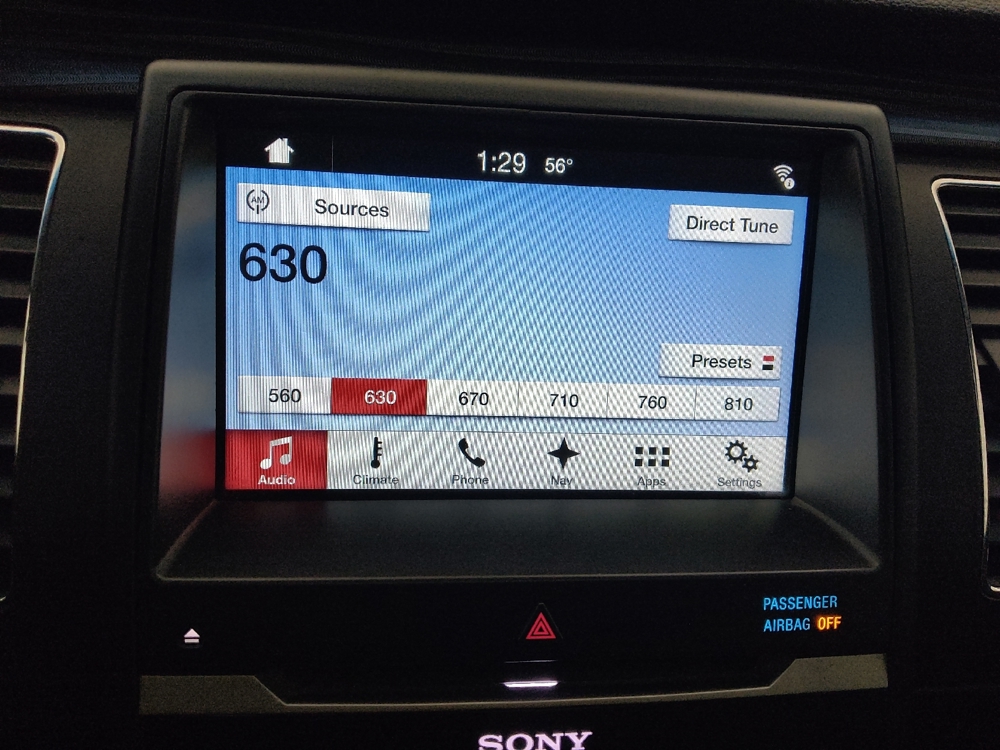 1:29 56°
AM Sources
Direct Tune
630
Presets
560 630 670 710 760 810
Audio Climate Phone Nav Apps Settings
PASSENGER
AIRBAG OFF
SONY